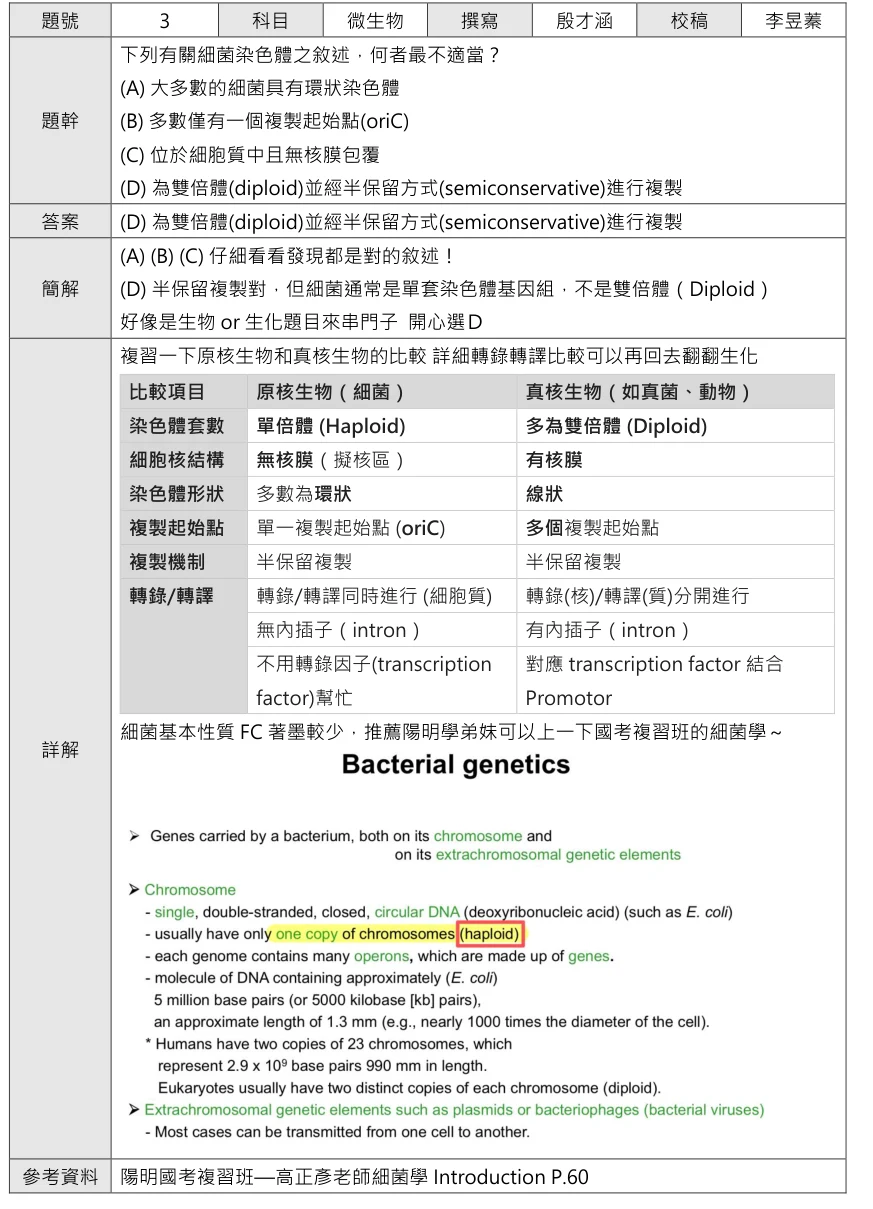 題號 3 科目 微生物 撰寫 殷才涵 校稿 李昱蓁
題幹
下列有關細菌染色體之敘述，何者最不適當？
(A) 大多數的細菌具有環狀染色體
(B) 多數僅有一個複製起始點(oriC)
(C) 位於細胞質中且無核膜包覆
(D) 為雙倍體(diploid)並經半保留方式(semiconservative)進行複製
答案 (D) 為雙倍體(diploid)並經半保留方式(semiconservative)進行複製
簡解
(A) (B) (C) 仔細看看發現都是對的敘述！
(D) 半保留複製對，但細菌通常是單套染色體基因組，不是雙倍體（Diploid）
好像是生物 or 生化題目來串門子 開心選D
詳解
複習一下原核生物和真核生物的比較 詳細轉錄轉譯比較可以再回去翻翻生化
比較項目 原核生物（細菌） 真核生物（如真菌、動物）
染色體套數 單倍體 (Haploid) 多為雙倍體 (Diploid)
細胞核結構 無核膜（擬核區） 有核膜
染色體形狀 多數為環狀 線狀
複製起始點 單一複製起始點 (oriC) 多個複製起始點
複製機制 半保留複製 半保留複製
轉錄/轉譯 轉錄/轉譯同時進行 (細胞質) 轉錄(核)/轉譯(質)分開進行
無內插子（intron） 有內插子（intron）
不用轉錄因子(transcription 對應 transcription factor 結合
factor)幫忙 Promotor
細菌基本性質 FC 著墨較少，推薦陽明學弟妹可以上一下國考複習班的細菌學～
Bacterial genetics
➢ Genes carried by a bacterium, both on its chromosome and
on its extrachromosomal genetic elements
➢ Chromosome
- single, double-stranded, closed, circular DNA (deoxyribonucleic acid) (such as E. coli)
- usually have only one copy of chromosomes (haploid)
- each genome contains many operons, which are made up of genes.
- molecule of DNA containing approximately (E. coli)
5 million base pairs (or 5000 kilobase [kb] pairs),
an approximate length of 1.3 mm (e.g., nearly 1000 times the diameter of the cell).
* Humans have two copies of 23 chromosomes, which
represent 2.9 x 10⁹ base pairs 990 mm in length.
Eukaryotes usually have two distinct copies of each chromosome (diploid).
➢ Extrachromosomal genetic elements such as plasmids or bacteriophages (bacterial viruses)
- Most cases can be transmitted from one cell to another.
參考資料 陽明國考複習班—高正彥老師細菌學 Introduction P.60